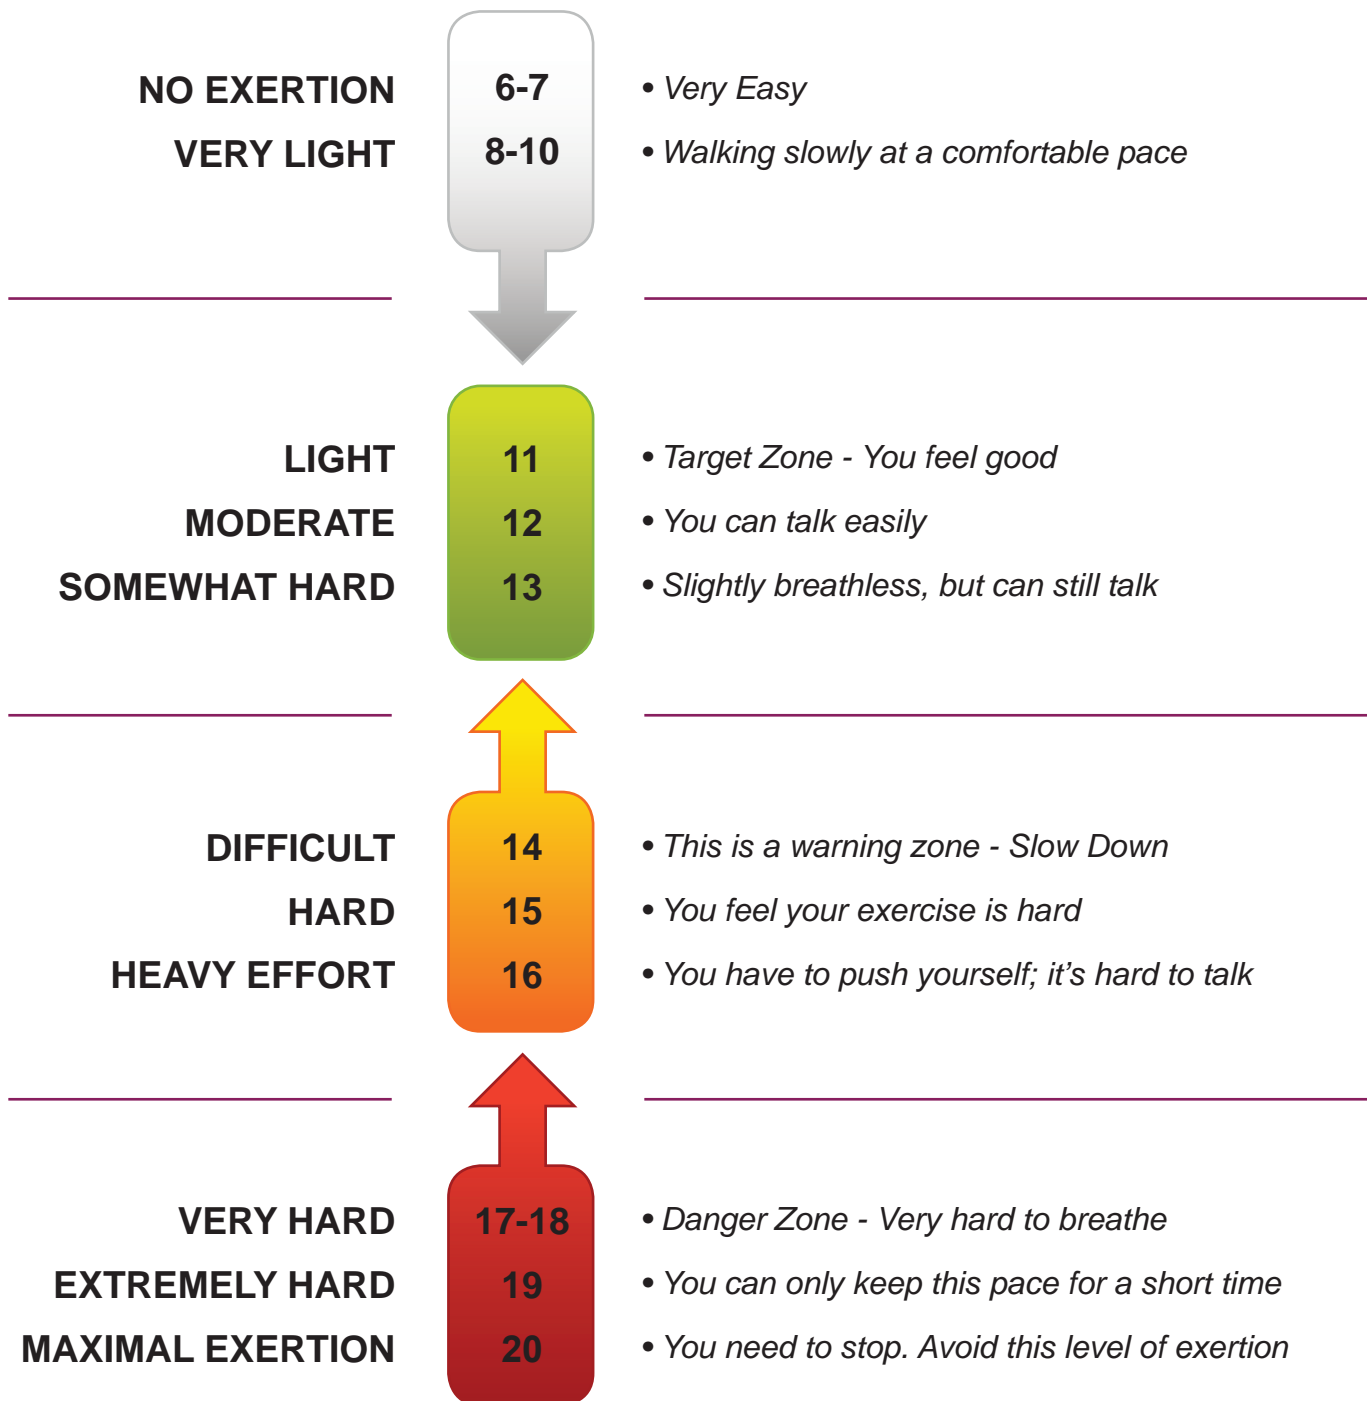 NO EXERTION 6-7 • Very Easy
VERY LIGHT 8-10 • Walking slowly at a comfortable pace
LIGHT 11 • Target Zone - You feel good
MODERATE 12 • You can talk easily
SOMEWHAT HARD 13 • Slightly breathless, but can still talk
DIFFICULT 14 • This is a warning zone - Slow Down
HARD 15 • You feel your exercise is hard
HEAVY EFFORT 16 • You have to push yourself; it’s hard to talk
VERY HARD 17-18 • Danger Zone - Very hard to breathe
EXTREMELY HARD 19 • You can only keep this pace for a short time
MAXIMAL EXERTION 20 • You need to stop. Avoid this level of exertion